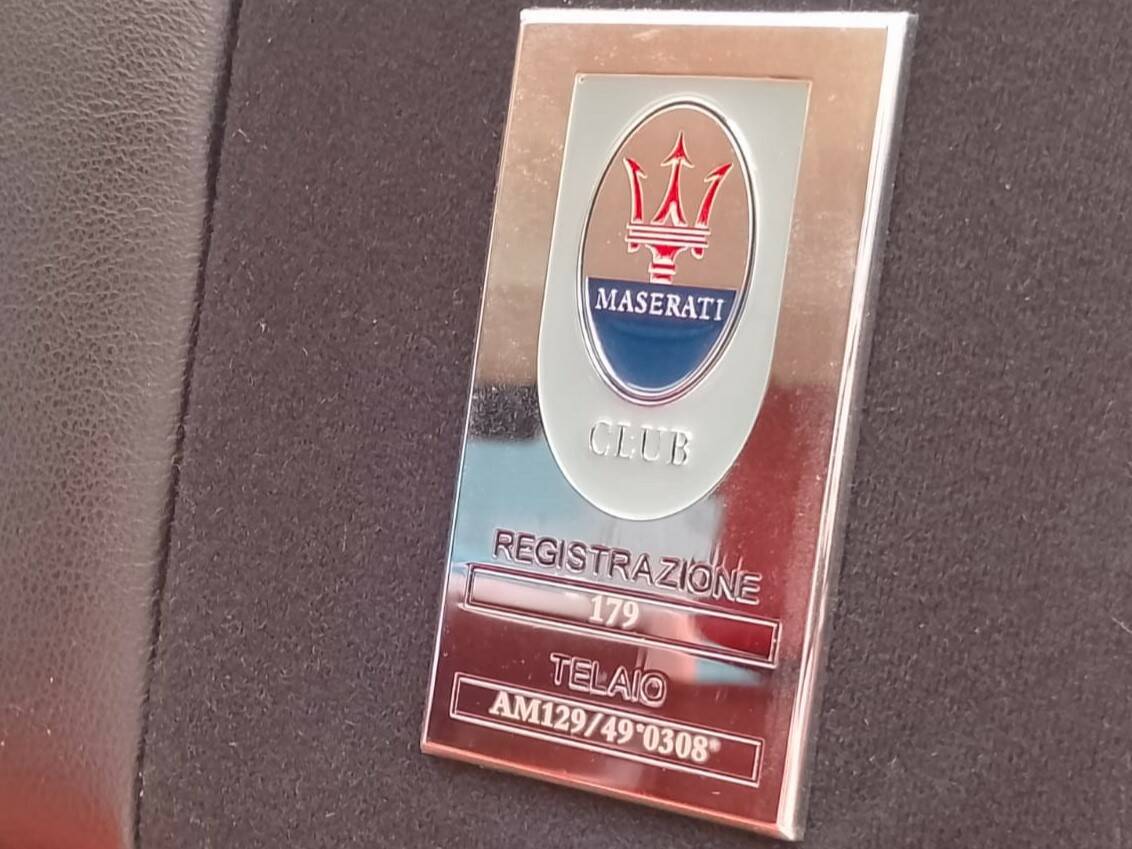 MASERATI
CLUB
REGISTRAZIONE
179
TELAIO
AM129/49*0308*